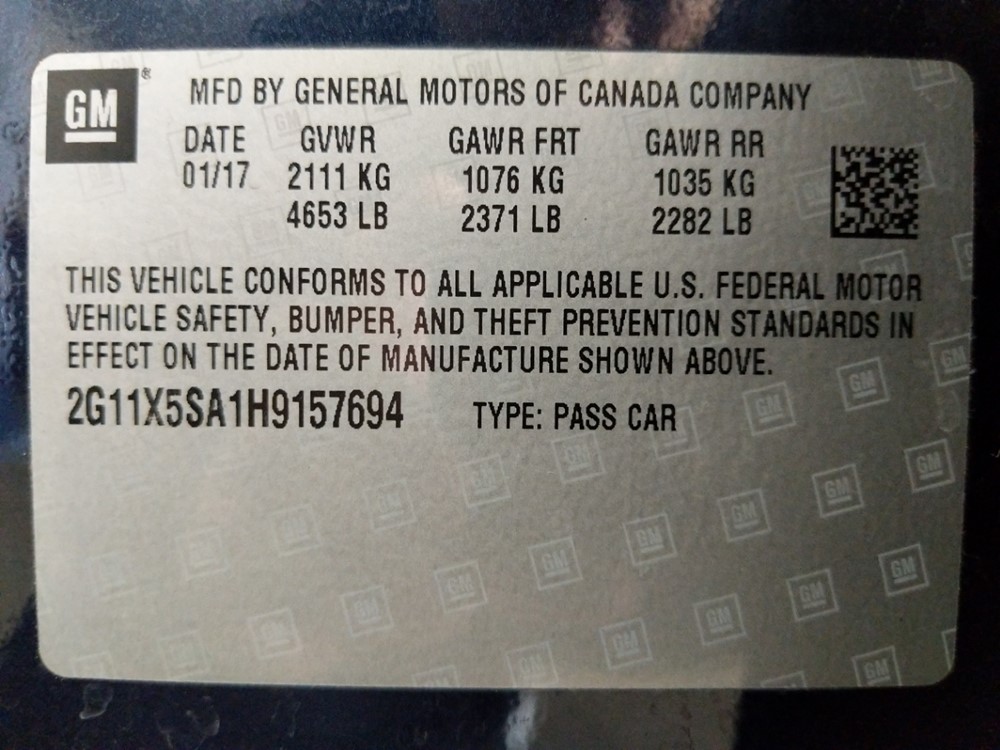 GM
MFD BY GENERAL MOTORS OF CANADA COMPANY
DATE GVWR GAWR FRT GAWR RR
01/17 2111 KG 1076 KG 1035 KG
4653 LB 2371 LB 2282 LB
THIS VEHICLE CONFORMS TO ALL APPLICABLE U.S. FEDERAL MOTOR
VEHICLE SAFETY, BUMPER, AND THEFT PREVENTION STANDARDS IN
EFFECT ON THE DATE OF MANUFACTURE SHOWN ABOVE.
2G11X5SA1H9157694 TYPE: PASS CAR